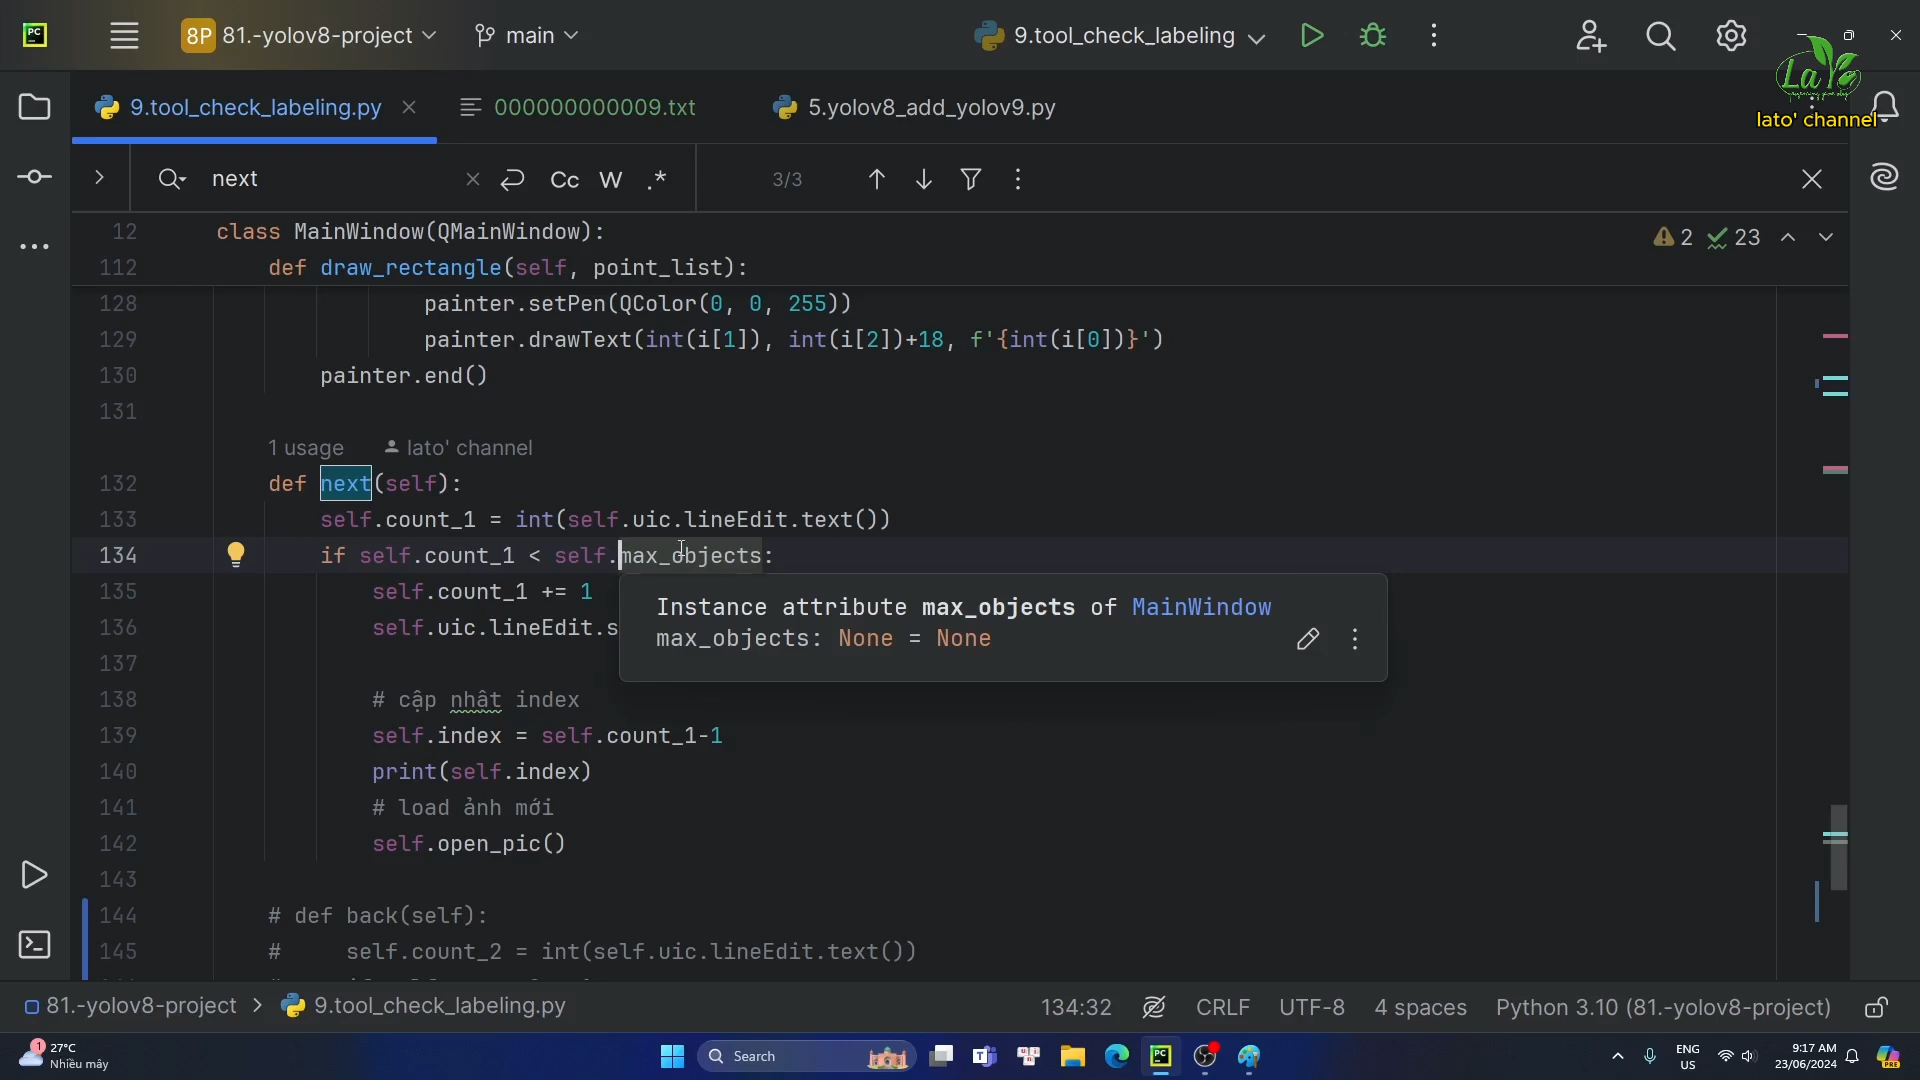 PC
8P 81.-yolov8-project
main
9.tool_check_labeling
LaTo
lato' channel
9.tool_check_labeling.py
000000000009.txt
5.yolov8_add_yolov9.py
next
Cc
W
.*
3/3
12 class MainWindow(QMainWindow):
112 def draw_rectangle(self, point_list):
2 23
128 painter.setPen(QColor(0, 0, 255))
129 painter.drawText(int(i[1]), int(i[2])+18, f'{int(i[0])}')
130 painter.end()
131
1 usage lato' channel
132 def next(self):
133 self.count_1 = int(self.uic.lineEdit.text())
134 if self.count_1 < self.max_objects:
135 self.count_1 += 1
136 self.uic.lineEdit.s
Instance attribute max_objects of MainWindow
max_objects: None = None
137
138 # cập nhât index
139 self.index = self.count_1-1
140 print(self.index)
141 # load ảnh mới
142 self.open_pic()
143
144 # def back(self):
145 # self.count_2 = int(self.uic.lineEdit.text())
81.-yolov8-project > 9.tool_check_labeling.py
134:32
CRLF
UTF-8
4 spaces
Python 3.10 (81.-yolov8-project)
1
27°C
Nhiều mây
Search
PC
ENG
US
9:17 AM
23/06/2024
PRE